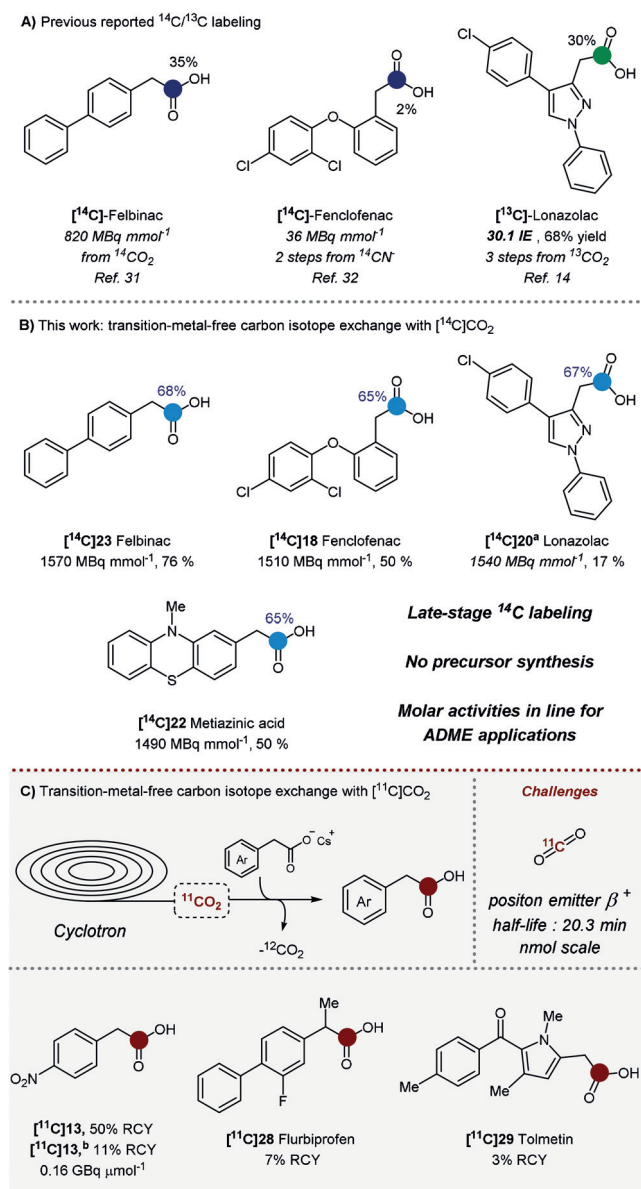 A) Previous reported ¹⁴C/¹³C labeling
35%
OH
O
O
OH
2%
O
Cl
Cl
30%
O
OH
Cl
N
N
[¹⁴C]-Felbinac
820 MBq mmol⁻¹
from ¹⁴CO₂
Ref. 31
[¹⁴C]-Fenclofenac
36 MBq mmol⁻¹
2 steps from ¹⁴CN⁻
Ref. 32
[¹³C]-Lonazolac
30.1 IE , 68% yield
3 steps from ¹³CO₂
Ref. 14
B) This work: transition-metal-free carbon isotope exchange with [¹⁴C]CO₂
68%
OH
O
65%
O
OH
O
Cl
Cl
67%
O
OH
Cl
N
N
[¹⁴C]23 Felbinac
1570 MBq mmol⁻¹, 76 %
[¹⁴C]18 Fenclofenac
1510 MBq mmol⁻¹, 50 %
[¹⁴C]20ᵃ Lonazolac
1540 MBq mmol⁻¹, 17 %
Me
N
S
65%
OH
O
[¹⁴C]22 Metiazinic acid
1490 MBq mmol⁻¹, 50 %
Late-stage ¹⁴C labeling
No precursor synthesis
Molar activities in line for
ADME applications
C) Transition-metal-free carbon isotope exchange with [¹¹C]CO₂
Cyclotron
¹¹CO₂
Ar
O⁻ Cs⁺
O
-¹²CO₂
Ar
OH
O
Challenges
O
¹¹C
O
positon emitter β⁺
half-life : 20.3 min
nmol scale
O₂N
OH
O
Me
OH
O
F
O
Me
N
Me
Me
OH
O
[¹¹C]13, 50% RCY
[¹¹C]13,ᵇ 11% RCY
0.16 GBq μmol⁻¹
[¹¹C]28 Flurbiprofen
7% RCY
[¹¹C]29 Tolmetin
3% RCY